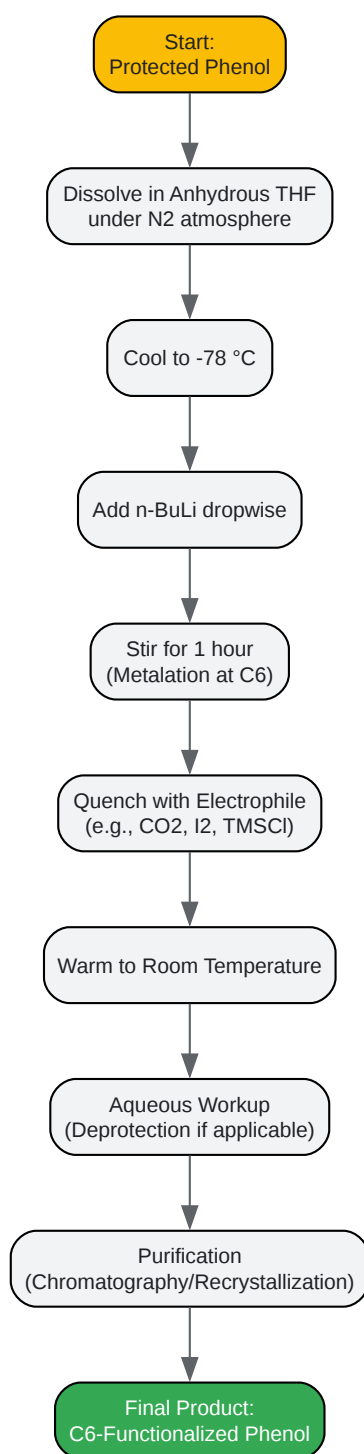 Start:
Protected Phenol
Dissolve in Anhydrous THF
under N2 atmosphere
Cool to -78 °C
Add n-BuLi dropwise
Stir for 1 hour
(Metalation at C6)
Quench with Electrophile
(e.g., CO2, I2, TMSCl)
Warm to Room Temperature
Aqueous Workup
(Deprotection if applicable)
Purification
(Chromatography/Recrystallization)
Final Product:
C6-Functionalized Phenol